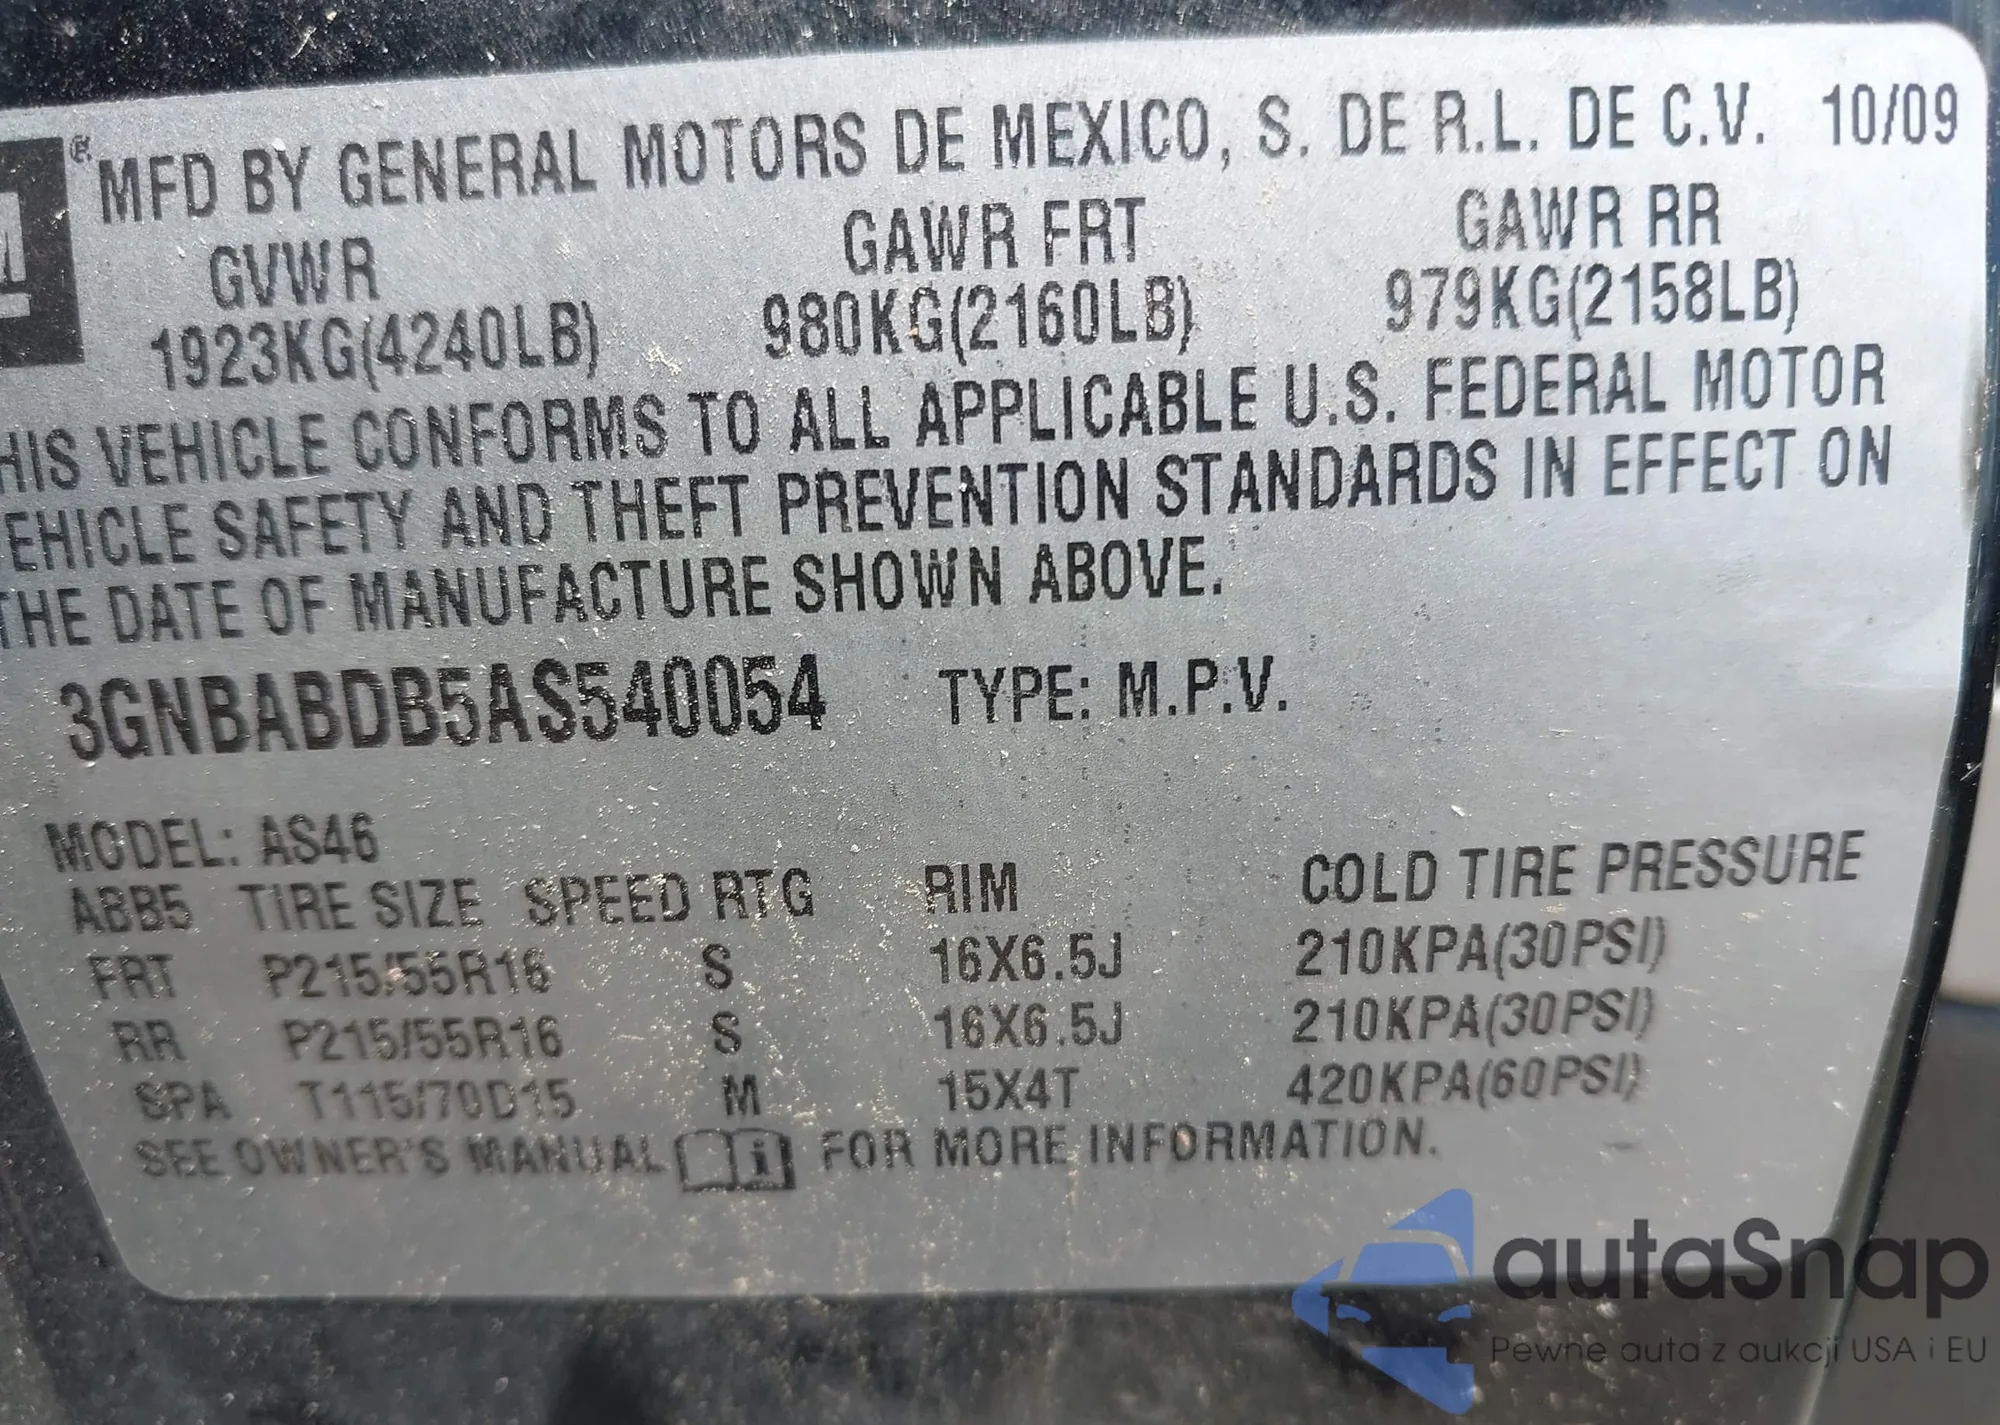 ® MFD BY GENERAL MOTORS DE MEXICO, S. DE R.L. DE C.V. 10/09
GVWR GAWR FRT GAWR RR
1923KG(4240LB) 980KG(2160LB) 979KG(2158LB)
HIS VEHICLE CONFORMS TO ALL APPLICABLE U.S. FEDERAL MOTOR
EHICLE SAFETY AND THEFT PREVENTION STANDARDS IN EFFECT ON
THE DATE OF MANUFACTURE SHOWN ABOVE.
3GNBABDB5AS540054 TYPE: M.P.V.
MODEL: AS46
ABB5 TIRE SIZE SPEED RTG RIM COLD TIRE PRESSURE
FRT P215/55R16 S 16X6.5J 210KPA(30PSI)
RR P215/55R16 S 16X6.5J 210KPA(30PSI)
SPA T115/70D15 M 15X4T 420KPA(60PSI)
SEE OWNER'S MANUAL i FOR MORE INFORMATION.
autaSnap
Pewne auta z aukcji USA i EU